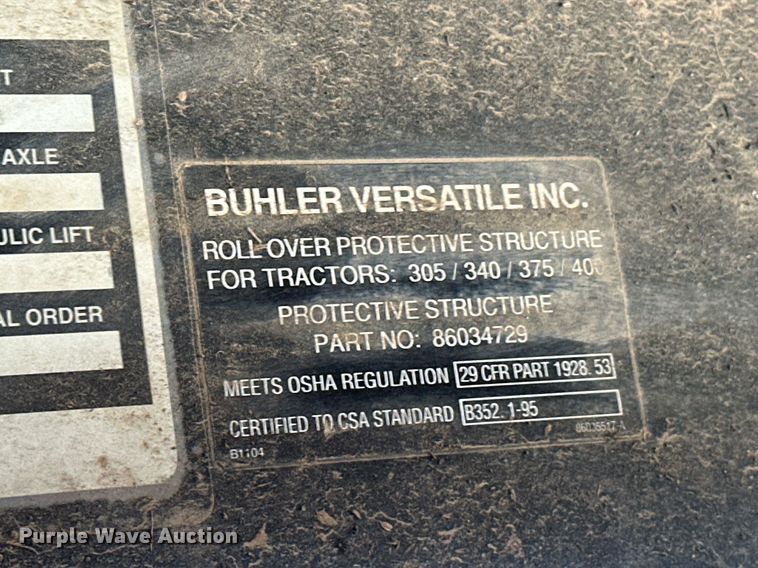 T
AXLE
ULIC LIFT
AL ORDER
BUHLER VERSATILE INC.
ROLL OVER PROTECTIVE STRUCTURE
FOR TRACTORS: 305 / 340 / 375 / 400
PROTECTIVE STRUCTURE
PART NO: 86034729
MEETS OSHA REGULATION 29 CFR PART 1928.53
CERTIFIED TO CSA STANDARD B352.1-95
86035517-A
B1104
Purple Wave Auction